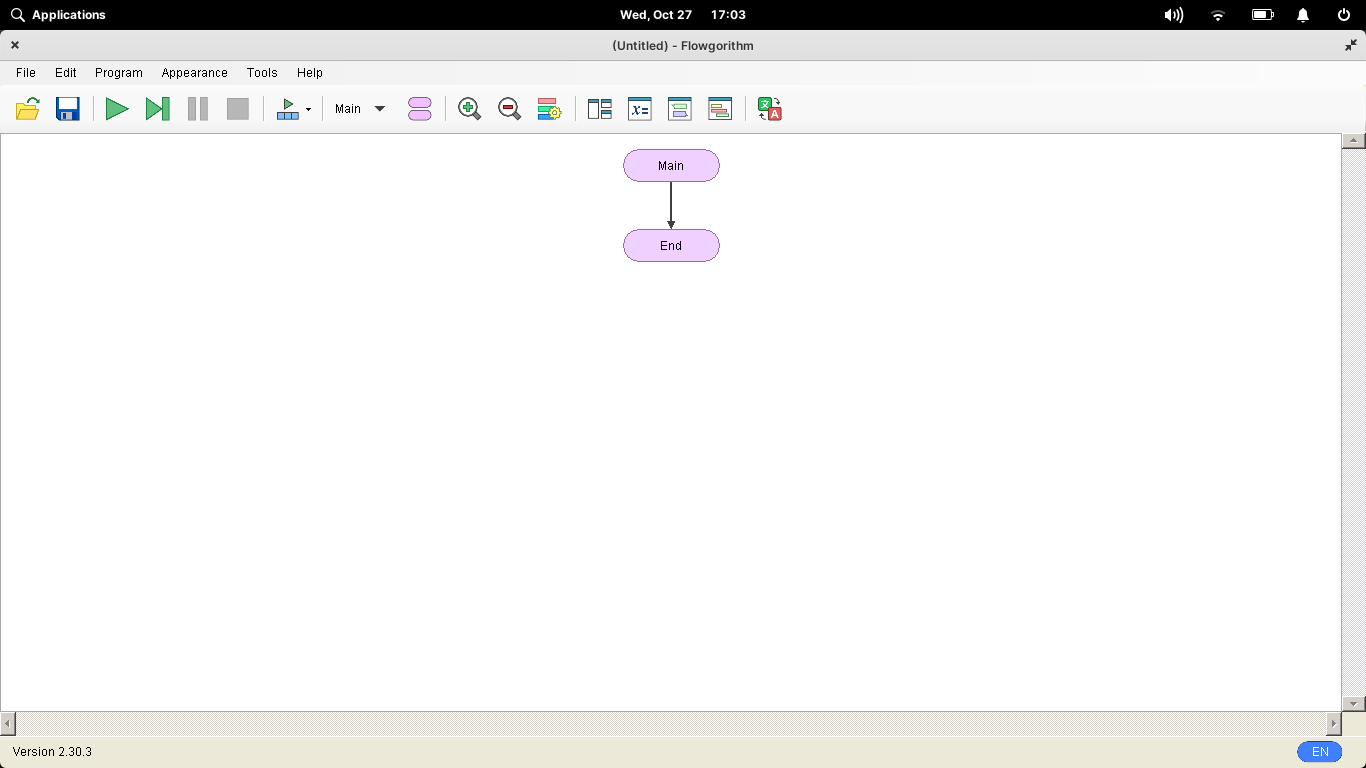 Applications
Wed, Oct 27 17:03
(Untitled) - Flowgorithm
File Edit Program Appearance Tools Help
Main
x=
文 A
Main
End
Version 2.30.3
EN